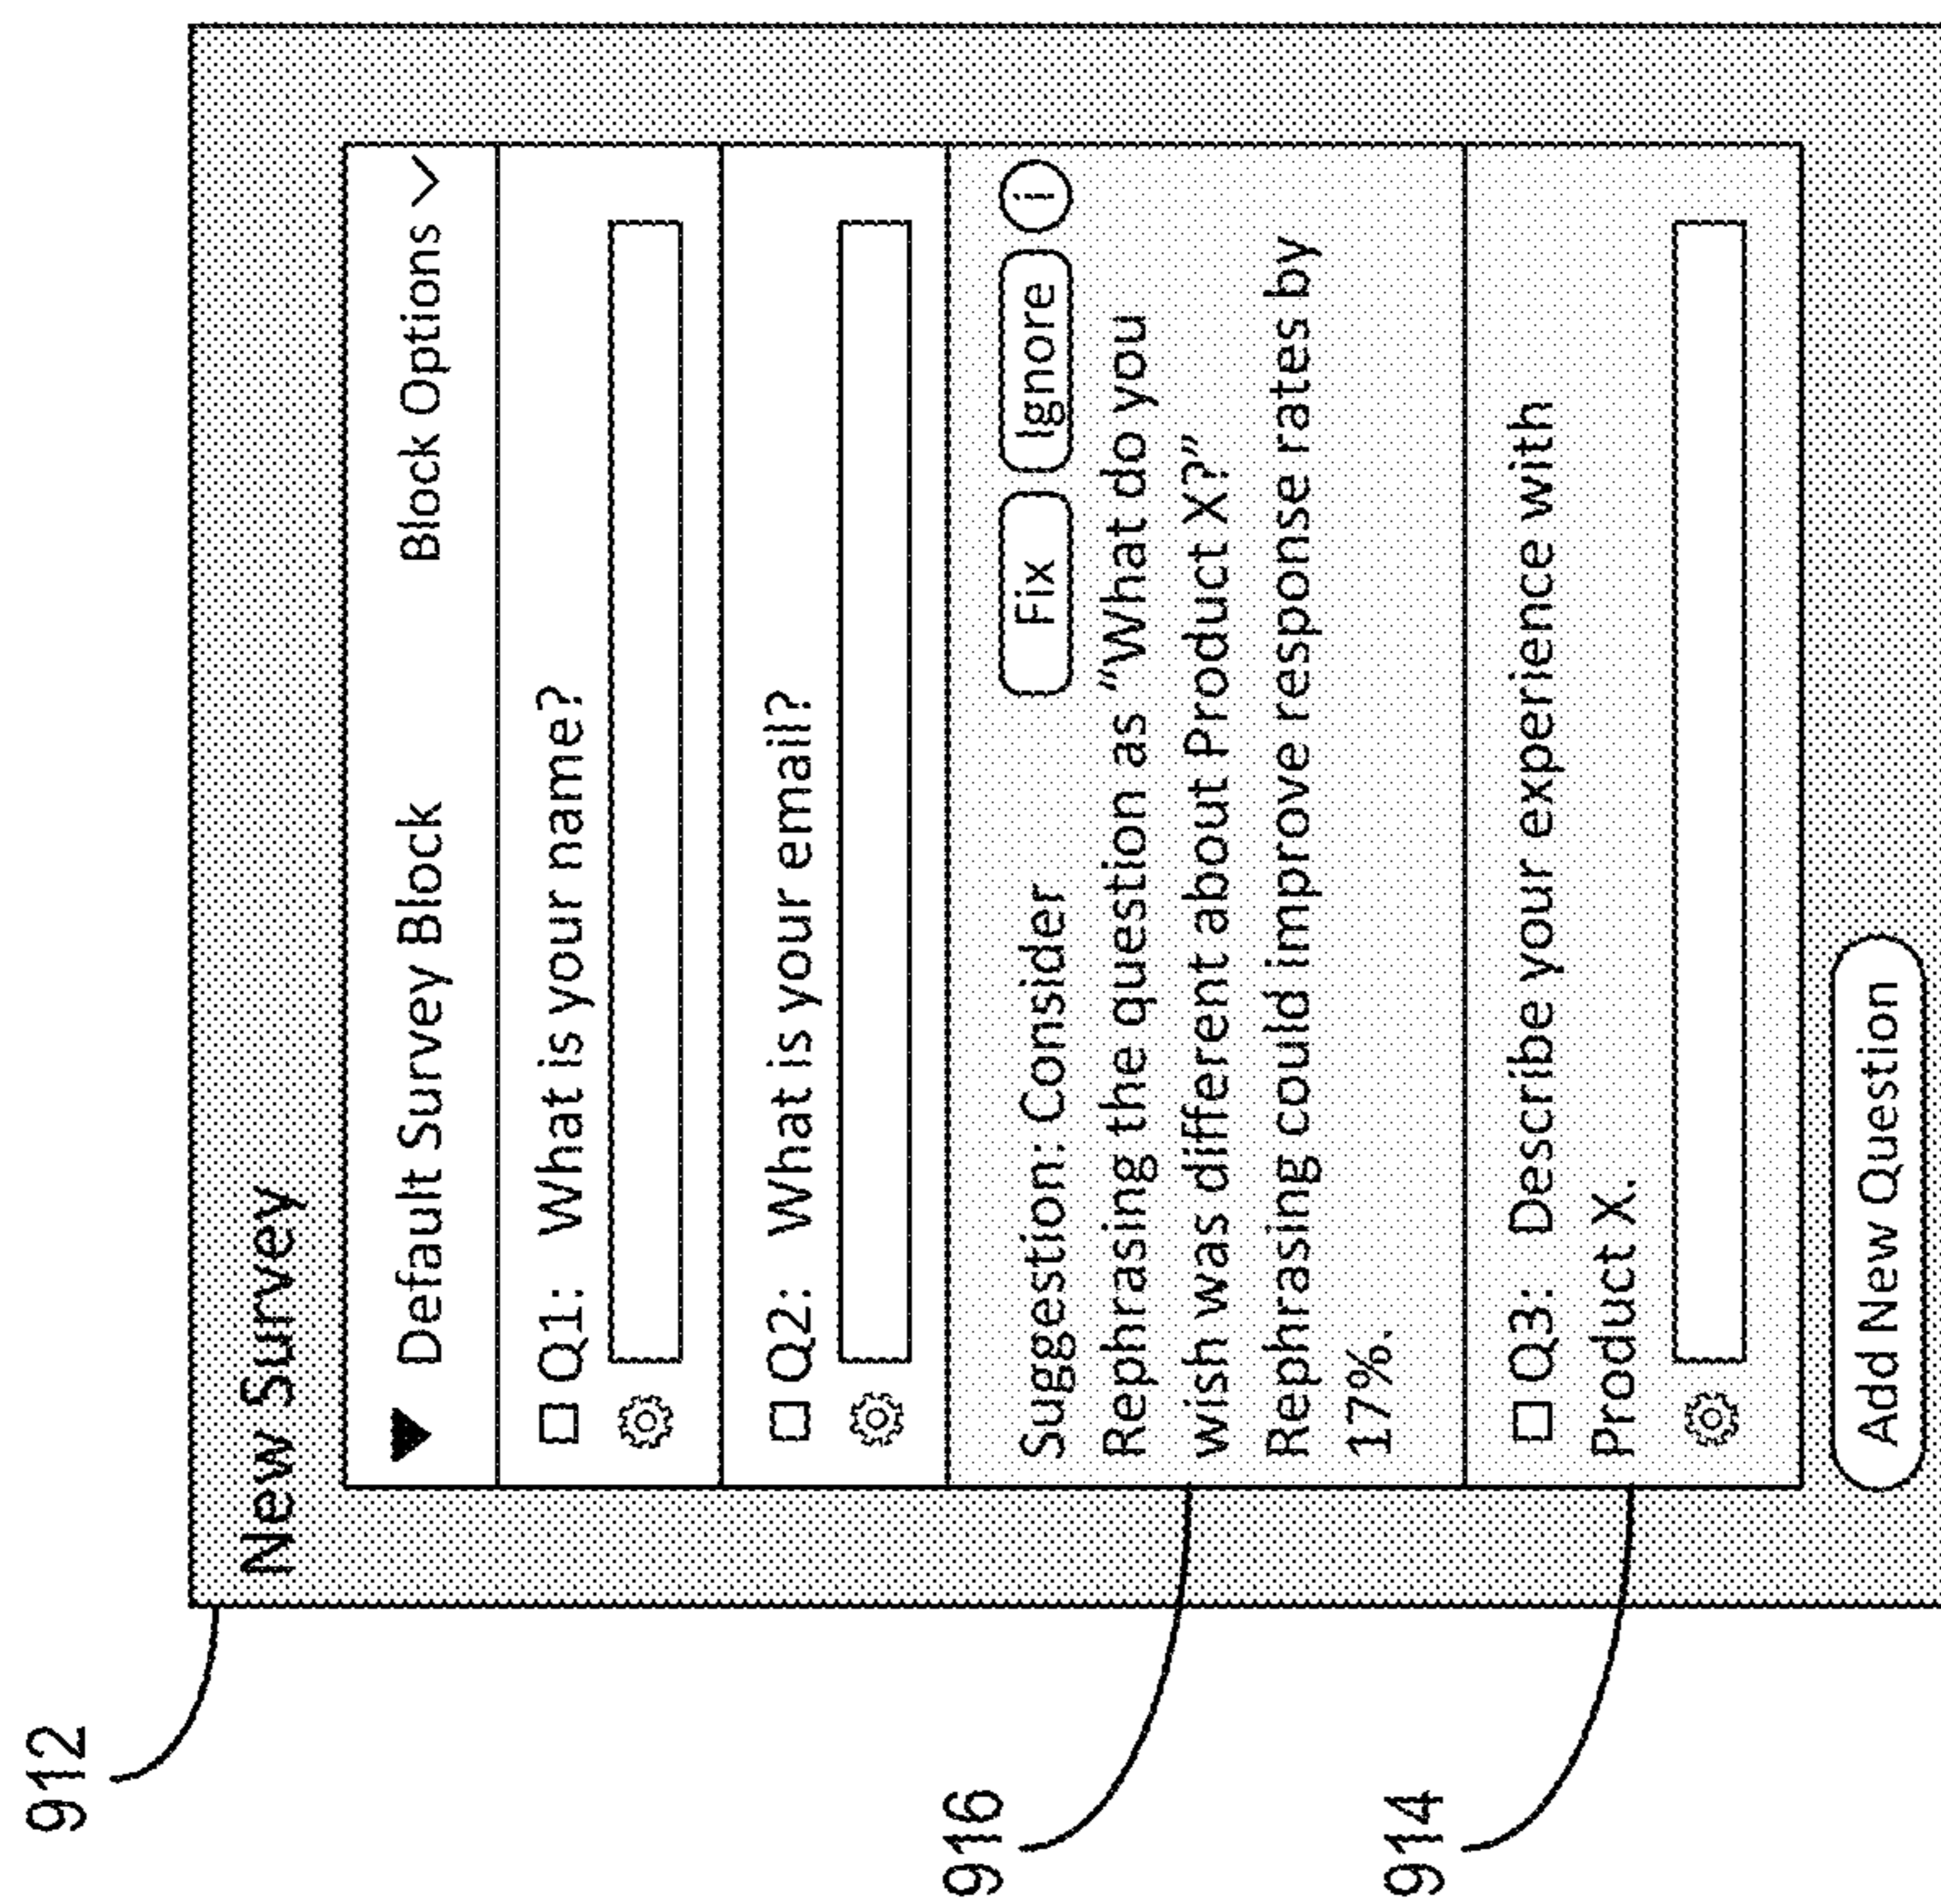 912
New Survey
Default Survey Block Block Options
Q1: What is your name?
Q2: What is your email?
916
Suggestion: Consider Fix Ignore i
Rephrasing the question as "What do you
wish was different about Product X?"
Rephrasing could improve response rates by
17%.
914
Q3: Describe your experience with
Product X.
Add New Question